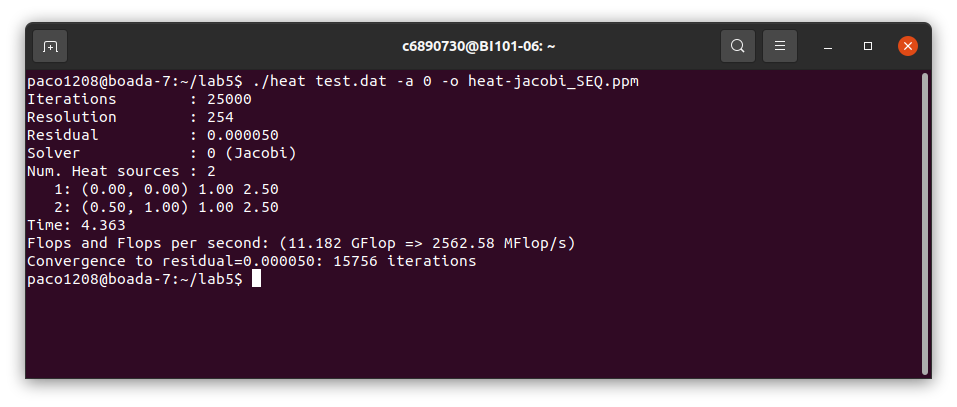 c6890730@BI101-06: ~
paco1208@boada-7:~/lab5$ ./heat test.dat -a 0 -o heat-jacobi_SEQ.ppm
Iterations        : 25000
Resolution        : 254
Residual          : 0.000050
Solver            : 0 (Jacobi)
Num. Heat sources : 2
   1: (0.00, 0.00) 1.00 2.50
   2: (0.50, 1.00) 1.00 2.50
Time: 4.363
Flops and Flops per second: (11.182 GFlop => 2562.58 MFlop/s)
Convergence to residual=0.000050: 15756 iterations
paco1208@boada-7:~/lab5$